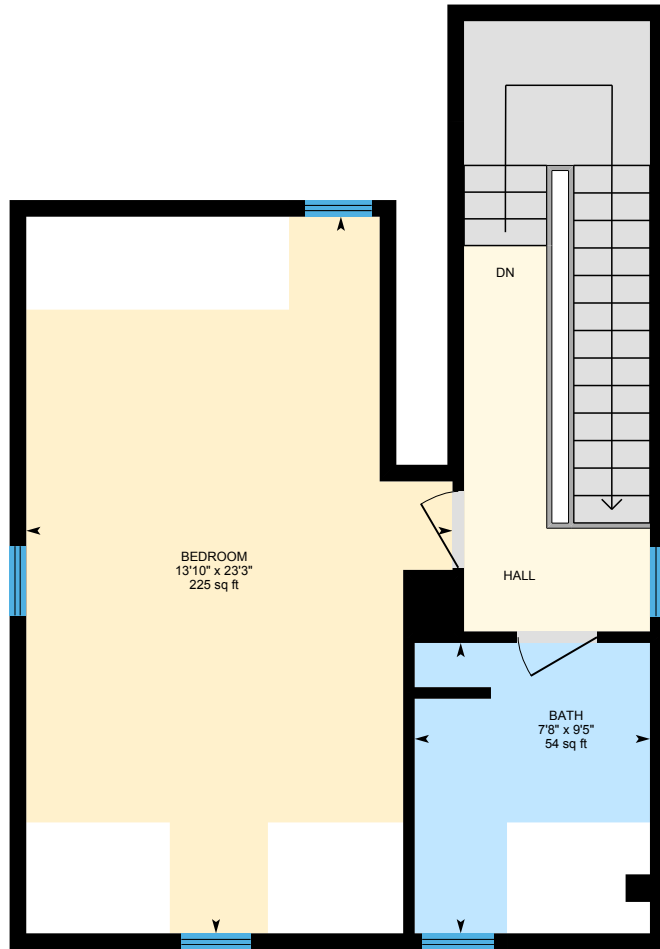 DN
BEDROOM
13'10" x 23'3"
225 sq ft
HALL
BATH
7'8" x 9'5"
54 sq ft